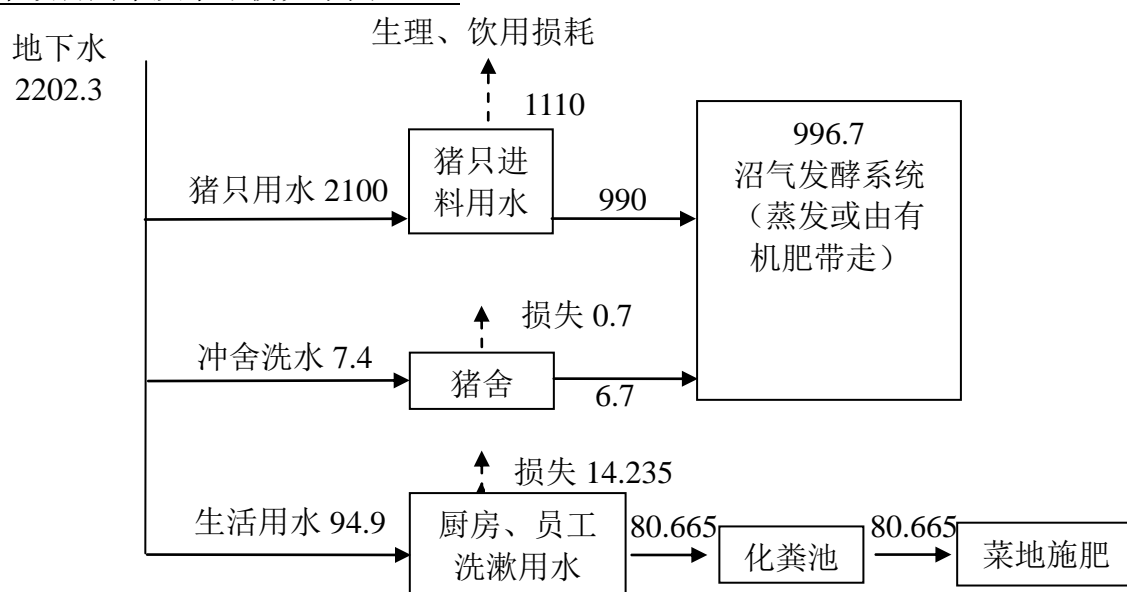 生理、饮用损耗
地下水
2202.3
1110
猪只进
料用水
996.7
沼气发酵系统
（蒸发或由有
机肥带走）
猪只用水 2100
990
损失 0.7
冲舍洗水 7.4
猪舍
6.7
损失 14.235
生活用水 94.9
厨房、员工
洗漱用水
80.665
化粪池
80.665
菜地施肥